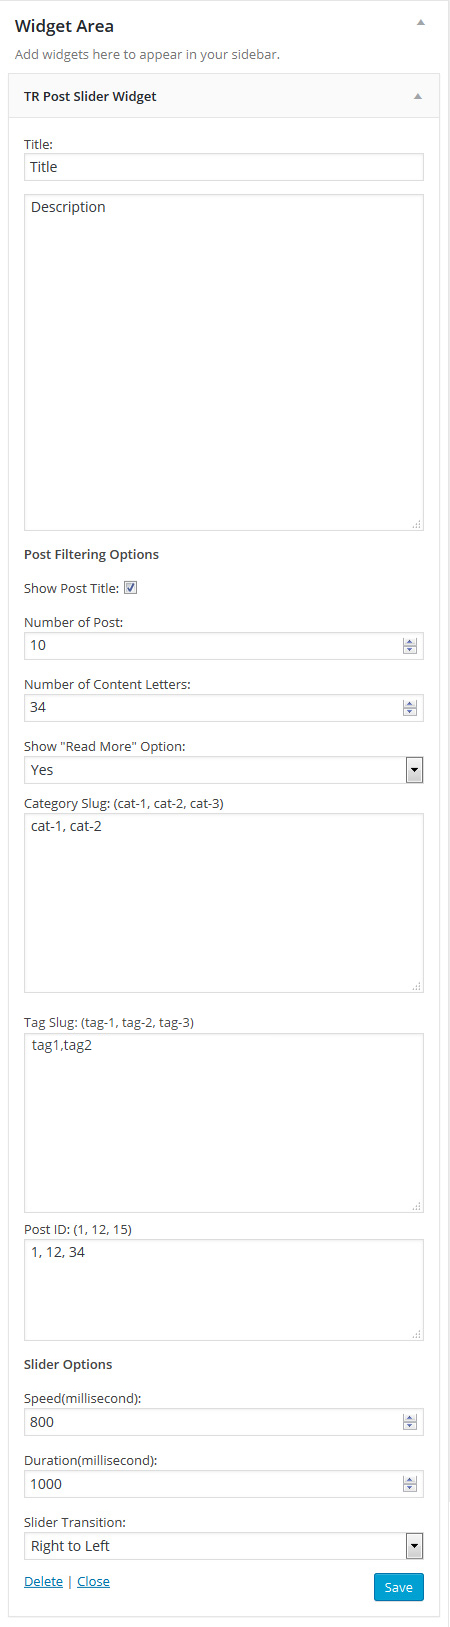 Widget Area
Add widgets here to appear in your sidebar.
TR Post Slider Widget
Title:
Title
Description
Post Filtering Options
Show Post Title:
Number of Post:
10
Number of Content Letters:
34
Show "Read More" Option:
Yes
Category Slug: (cat-1, cat-2, cat-3)
cat-1, cat-2
Tag Slug: (tag-1, tag-2, tag-3)
tag1,tag2
Post ID: (1, 12, 15)
1, 12, 34
Slider Options
Speed(millisecond):
800
Duration(millisecond):
1000
Slider Transition:
Right to Left
Delete | Close
Save